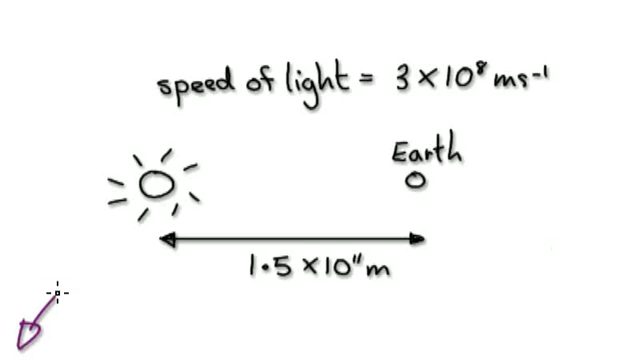 speed of light = 3 × 10⁸ ms⁻¹
Earth
1.5 × 10¹¹ m